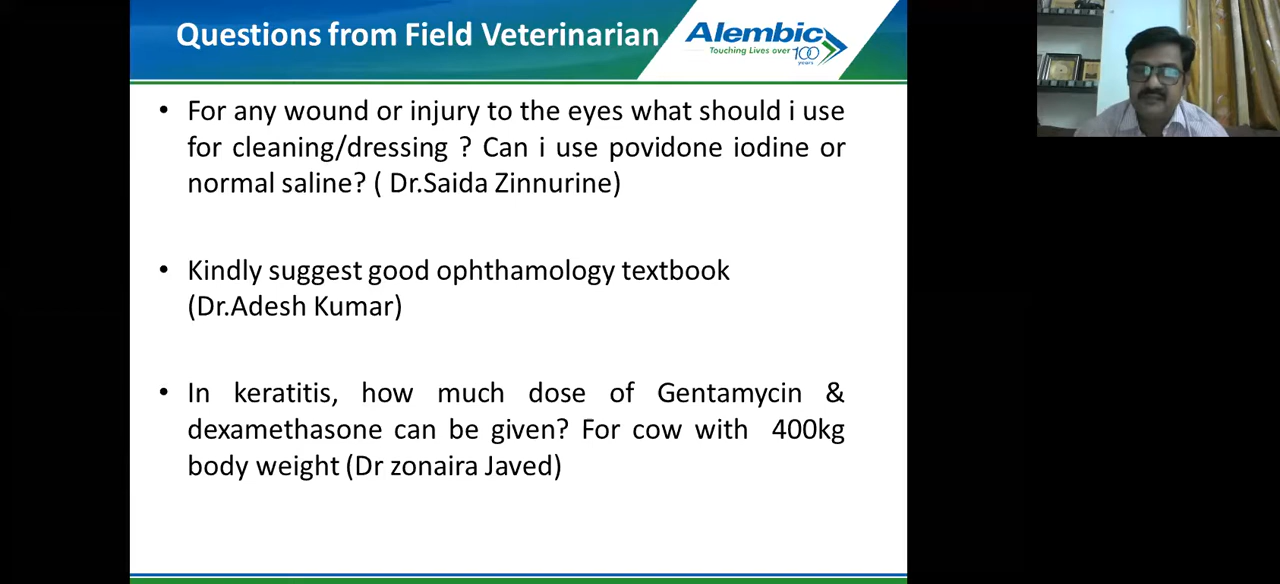 Questions from Field Veterinarian
Alembic
Touching Lives over 100
years
• For any wound or injury to the eyes what should i use
for cleaning/dressing ? Can i use povidone iodine or
normal saline? ( Dr.Saida Zinnurine)
• Kindly suggest good ophthamology textbook
(Dr.Adesh Kumar)
• In keratitis, how much dose of Gentamycin &
dexamethasone can be given? For cow with 400kg
body weight (Dr zonaira Javed)